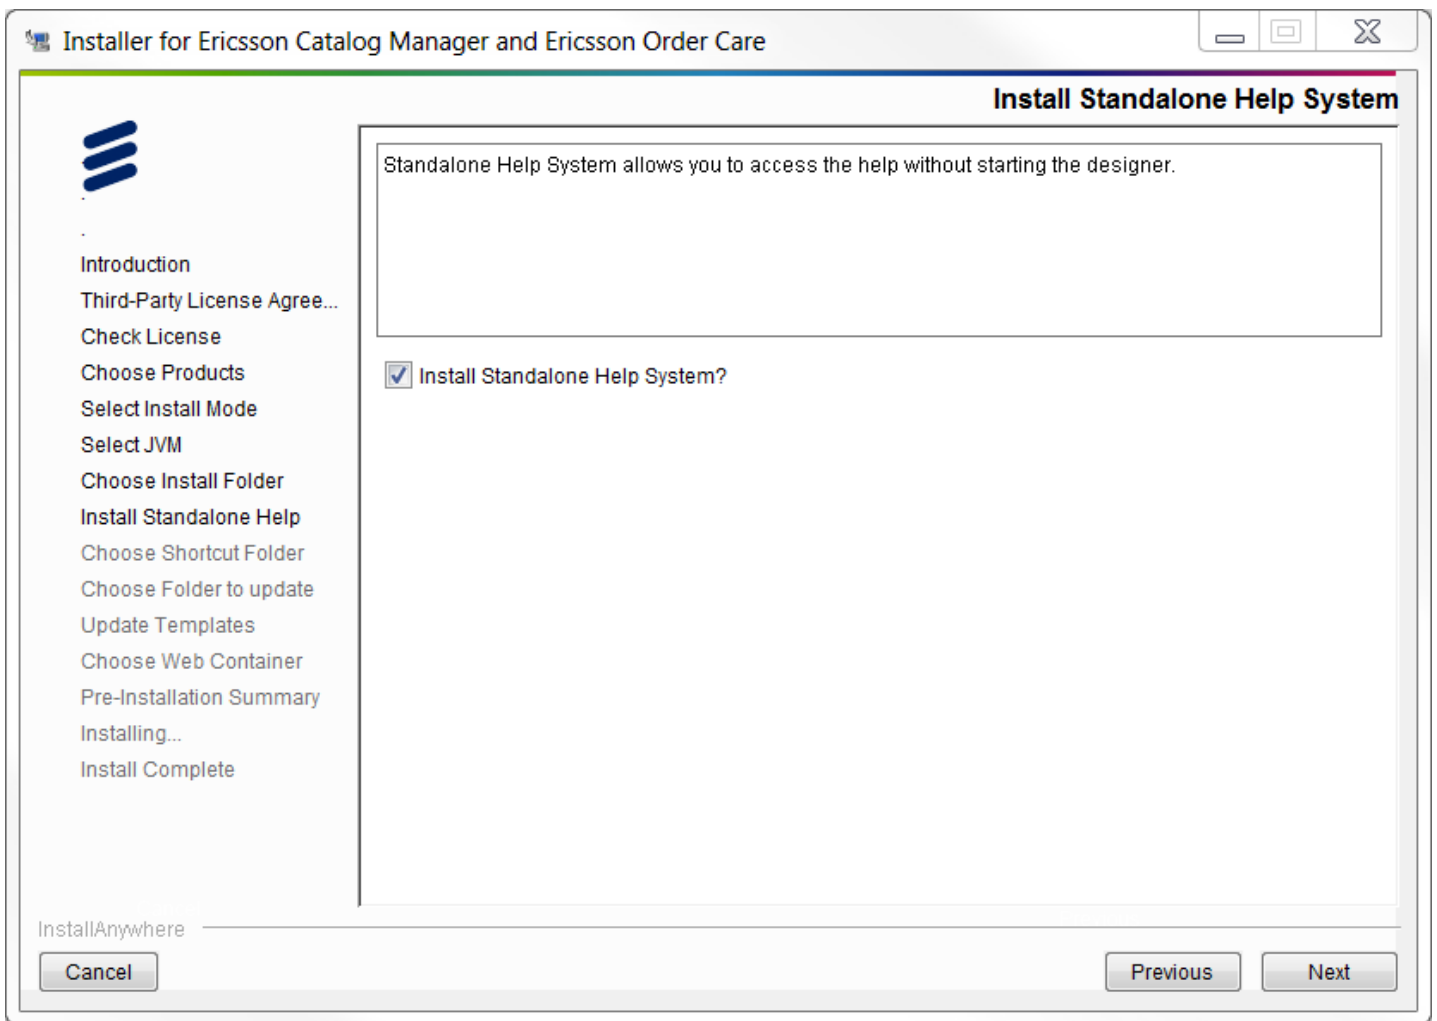 Installer for Ericsson Catalog Manager and Ericsson Order Care
Install Standalone Help System
Standalone Help System allows you to access the help without starting the designer.
.
.
Introduction
Third-Party License Agree...
Check License
Choose Products
Select Install Mode
Select JVM
Choose Install Folder
Install Standalone Help
Choose Shortcut Folder
Choose Folder to update
Update Templates
Choose Web Container
Pre-Installation Summary
Installing...
Install Complete
Install Standalone Help System?
InstallAnywhere
Cancel
Previous
Next